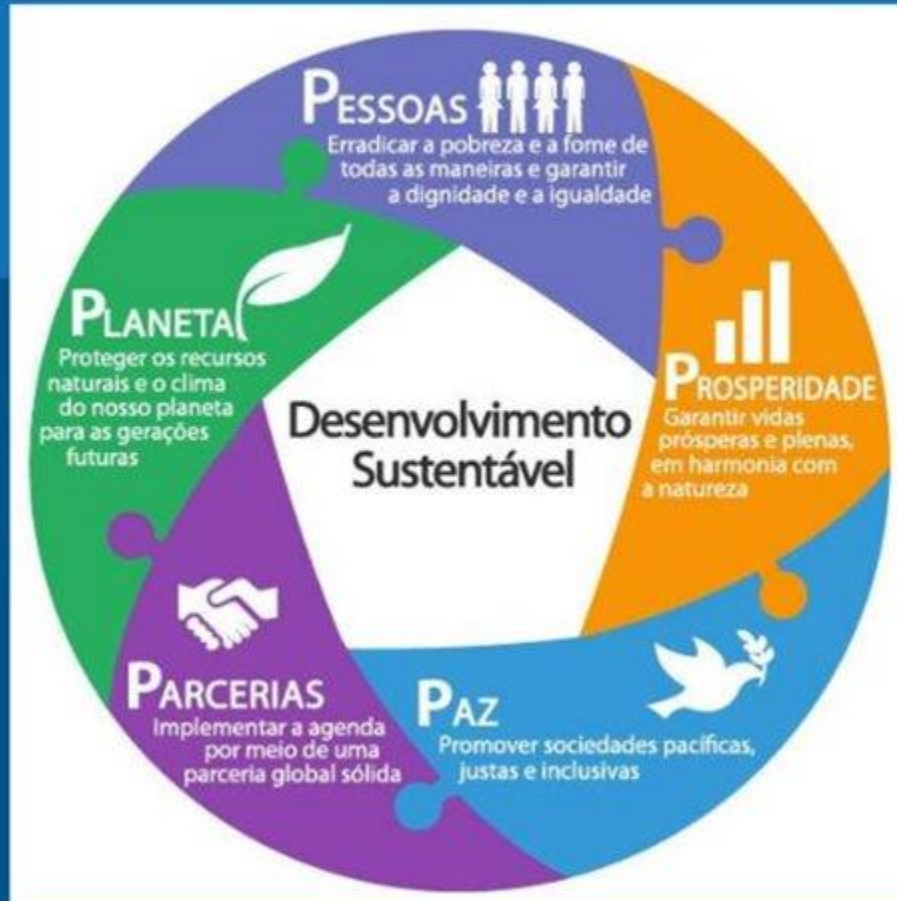 PESSOAS
Erradicar a pobreza e a fome de
todas as maneiras e garantir
a dignidade e a igualdade
PROSPERIDADE
Garantir vidas
prósperas e plenas,
em harmonia com
a natureza
PAZ
Promover sociedades pacíficas,
justas e inclusivas
PARCERIAS
Implementar a agenda
por meio de uma
parceria global sólida
PLANETA
Proteger os recursos
naturais e o clima
do nosso planeta
para as gerações
futuras
Desenvolvimento
Sustentável